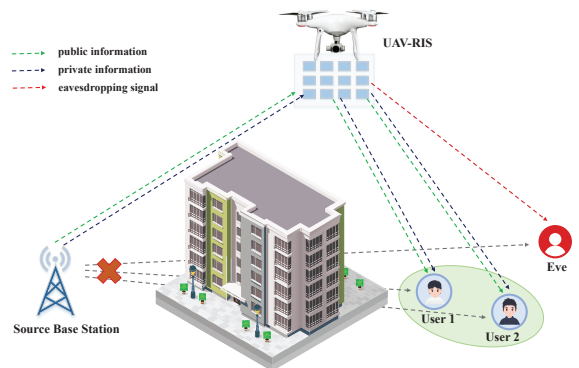 UAV-RIS
public information
private information
eavesdropping signal
Eve
User 1
User 2
Source Base Station